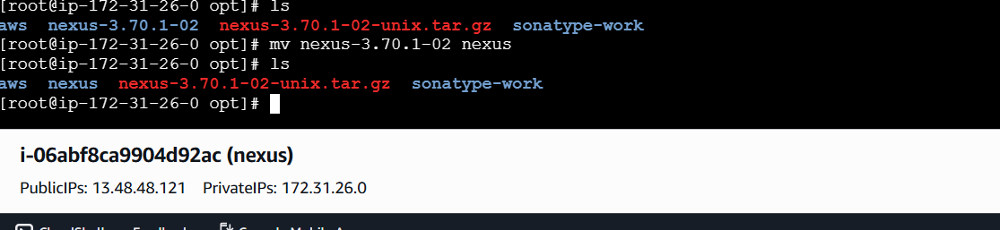 [root@ip-172-31-26-0 opt]# ls
aws nexus-3.70.1-02 nexus-3.70.1-02-unix.tar.gz sonatype-work
[root@ip-172-31-26-0 opt]# mv nexus-3.70.1-02 nexus
[root@ip-172-31-26-0 opt]# ls
aws nexus nexus-3.70.1-02-unix.tar.gz sonatype-work
[root@ip-172-31-26-0 opt]#
i-06abf8ca9904d92ac (nexus)
PublicIPs: 13.48.48.121 PrivateIPs: 172.31.26.0